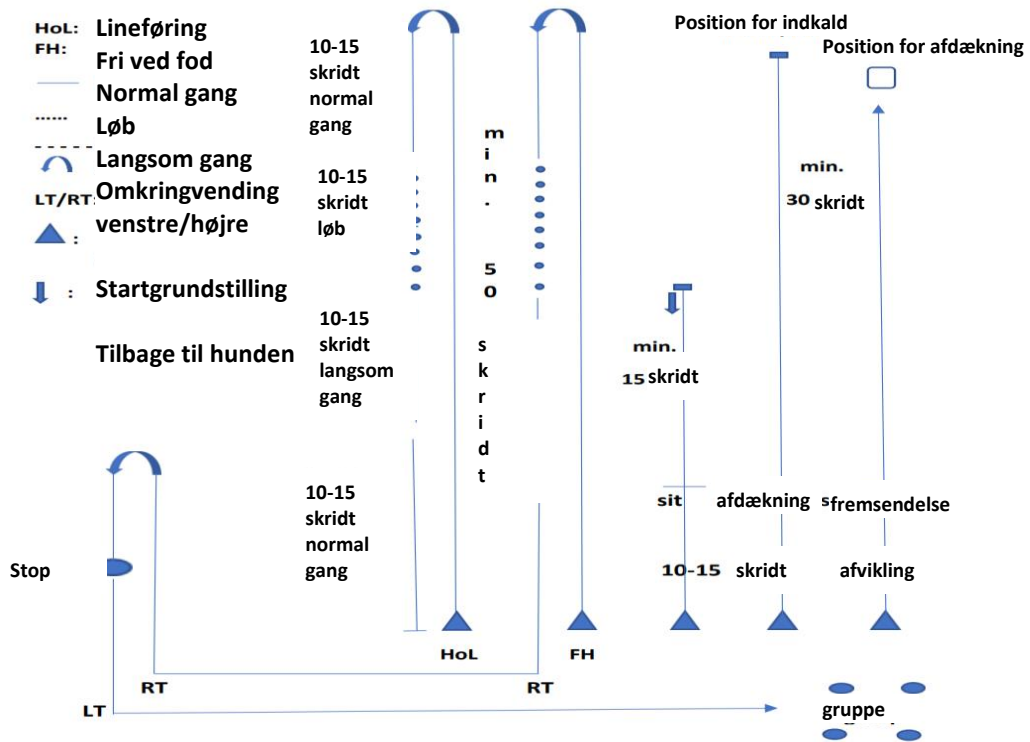 HoL: Lineføring
FH: Fri ved fod
Normal gang
Løb
Langsom gang
Omkringvending
LT/RT: venstre/højre
:
: Startgrundstilling
Tilbage til hunden
10-15
skridt
normal
gang
10-15
skridt
løb
10-15
skridt
langsom
gang
10-15
skridt
normal
gang
min. 50 skridt
Position for indkald
Position for afdækning
min.
30 skridt
min.
15 skridt
sit
afdækning
fremsendelse
10-15 skridt
afvikling
Stop
HoL
FH
RT
RT
LT
gruppe